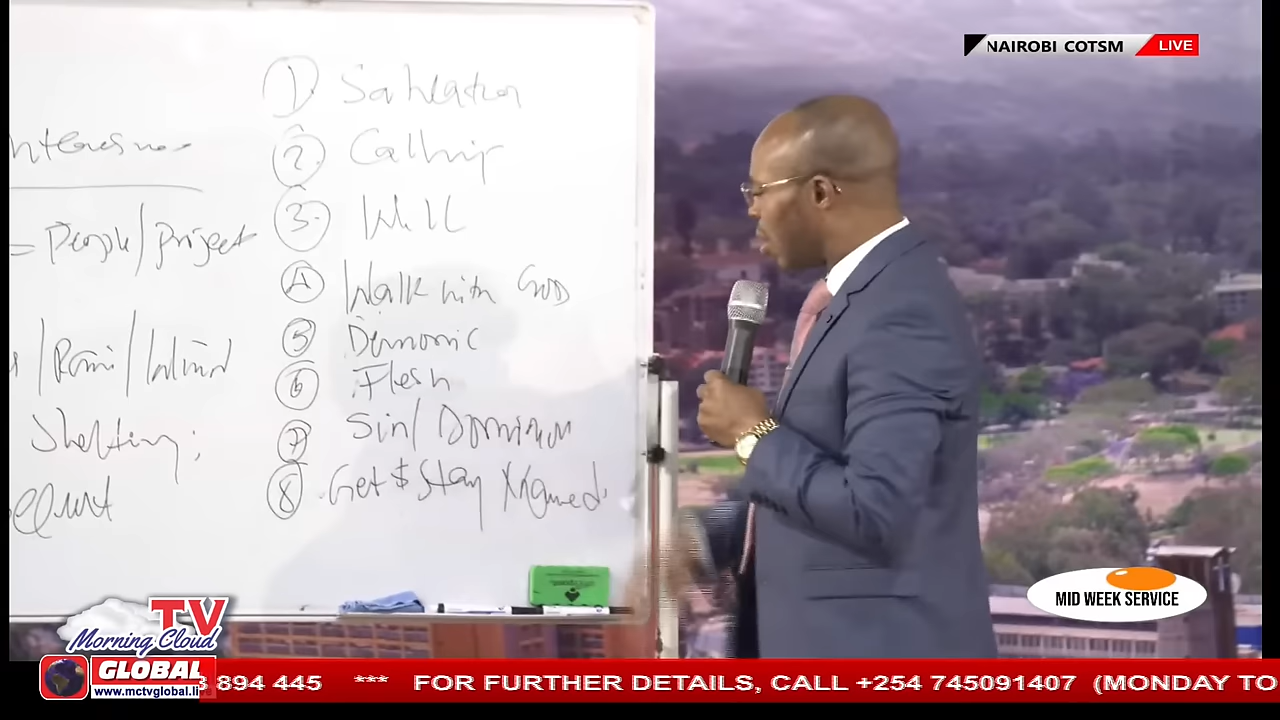 NAIROBI COTSM LIVE
1) Salvation
2. Calling
3. Will
= People/project
4 Walk with GOD
5 Demonic
6 Flesh
7 Sin/Dominion
8 Get & Stay Aligned
MID WEEK SERVICE
TV
Morning Cloud
GLOBAL
www.mctvglobal.li
894 445 *** FOR FURTHER DETAILS, CALL +254 745091407 (MONDAY TO